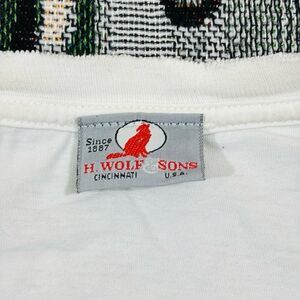 Since
1887
H. WOLF & SONS
CINCINNATI U.S.A.